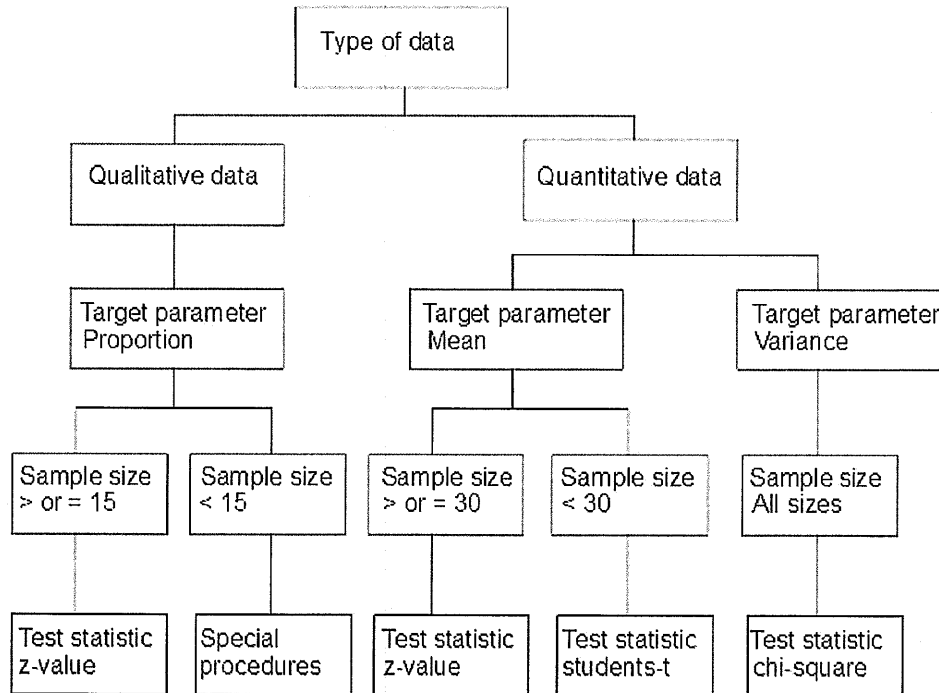 Type of data
Qualitative data
Quantitative data
Target parameter
Proportion
Target parameter
Mean
Target parameter
Variance
Sample size
> or = 15
Sample size
< 15
Sample size
> or = 30
Sample size
< 30
Sample size
All sizes
Test statistic
z-value
Special
procedures
Test statistic
z-value
Test statistic
students-t
Test statistic
chi-square